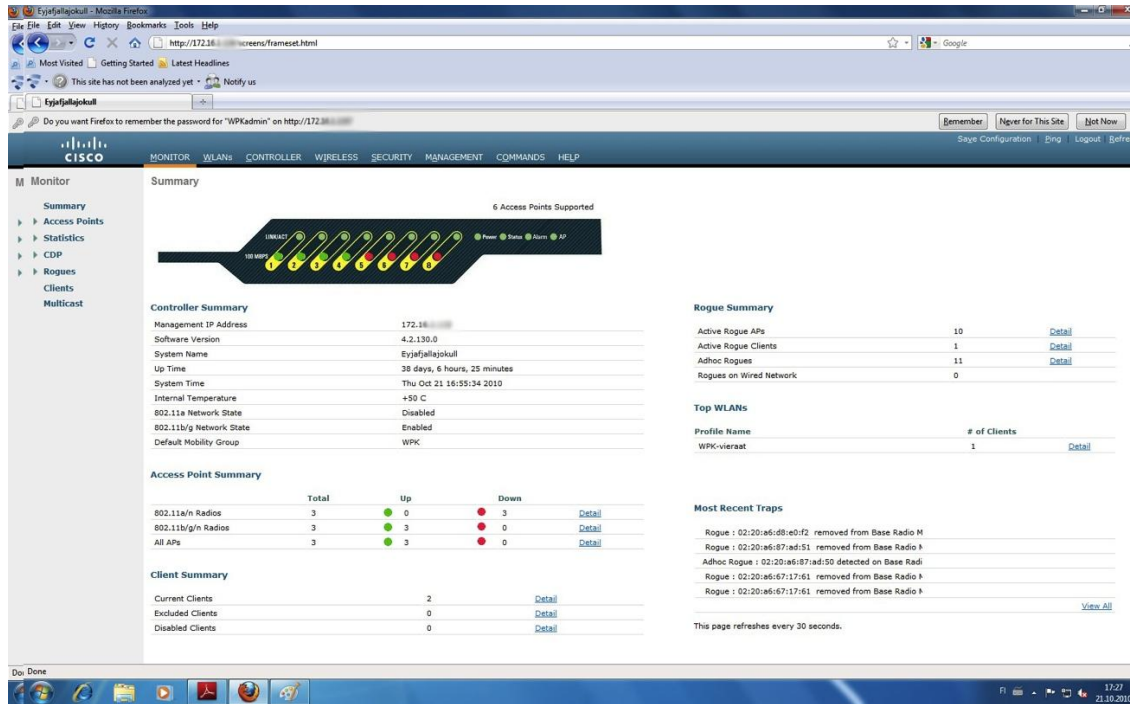 Eyjafjallajokull - Mozilla Firefox
File File Edit View History Bookmarks Tools Help
http://172.16 screens/frameset.html
Google
Most Visited Getting Started Latest Headlines
This site has not been analyzed yet Notify us
Eyjafjallajokull
Do you want Firefox to remember the password for "WPKadmin" on http://172. Remember Never for This Site Not Now
Save Configuration Ping Logout Refre
CISCO
MONITOR WLANs CONTROLLER WIRELESS SECURITY MANAGEMENT COMMANDS HELP
M Monitor
Summary
Access Points
Statistics
CDP
Rogues
Clients
Multicast
Summary
6 Access Points Supported
LINK/ACT Power Status Alarm AP
100 MBPS
1 2 3 4 5 6 7 8
Controller Summary
Management IP Address 172.16.
Software Version 4.2.130.0
System Name Eyjafjallajokull
Up Time 38 days, 6 hours, 25 minutes
System Time Thu Oct 21 16:55:34 2010
Internal Temperature +50 C
802.11a Network State Disabled
802.11b/g Network State Enabled
Default Mobility Group WPK
Access Point Summary
Total Up Down
802.11a/n Radios 3 0 3 Detail
802.11b/g/n Radios 3 3 0 Detail
All APs 3 3 0 Detail
Client Summary
Current Clients 2 Detail
Excluded Clients 0 Detail
Disabled Clients 0 Detail
Rogue Summary
Active Rogue APs 10 Detail
Active Rogue Clients 1 Detail
Adhoc Rogues 11 Detail
Rogues on Wired Network 0
Top WLANs
Profile Name # of Clients
WPK-vieraat 1 Detail
Most Recent Traps
Rogue : 02:20:a6:d8:e0:f2 removed from Base Radio M
Rogue : 02:20:a6:87:ad:51 removed from Base Radio M
Adhoc Rogue : 02:20:a6:87:ad:50 detected on Base Radi
Rogue : 02:20:a6:67:17:61 removed from Base Radio M
Rogue : 02:20:a6:67:17:61 removed from Base Radio M
View All
This page refreshes every 30 seconds.
Do Done
FI 17:27
21.10.2010